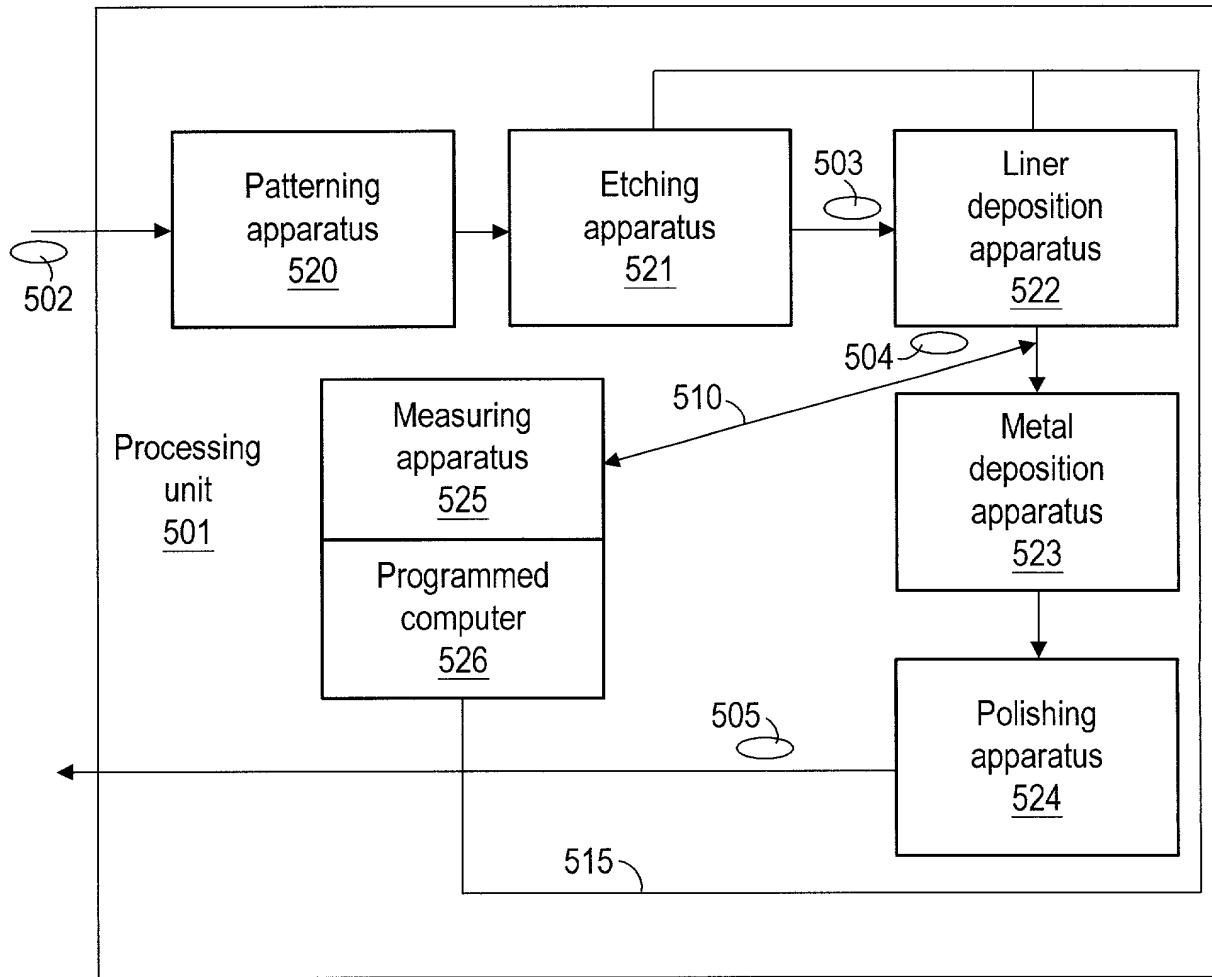 Patterning
apparatus
520
Etching
apparatus
521
503
Liner
deposition
apparatus
522
502
504
510
Processing
unit
501
Measuring
apparatus
525
Programmed
computer
526
Metal
deposition
apparatus
523
505
Polishing
apparatus
524
515